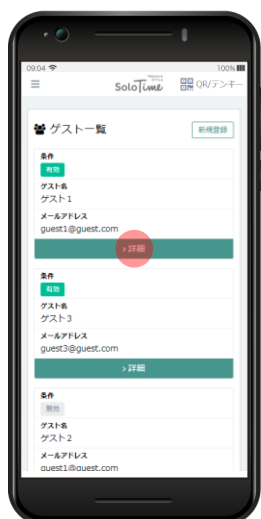 09:04 100%
SoloTime QR/テンキー
ゲスト一覧 新規登録
条件
有効
ゲスト名
ゲスト1
メールアドレス
guest1@guest.com
› 詳細
条件
有効
ゲスト名
ゲスト3
メールアドレス
guest3@guest.com
› 詳細
条件
無効
ゲスト名
ゲスト2
メールアドレス
guest1@guest.com